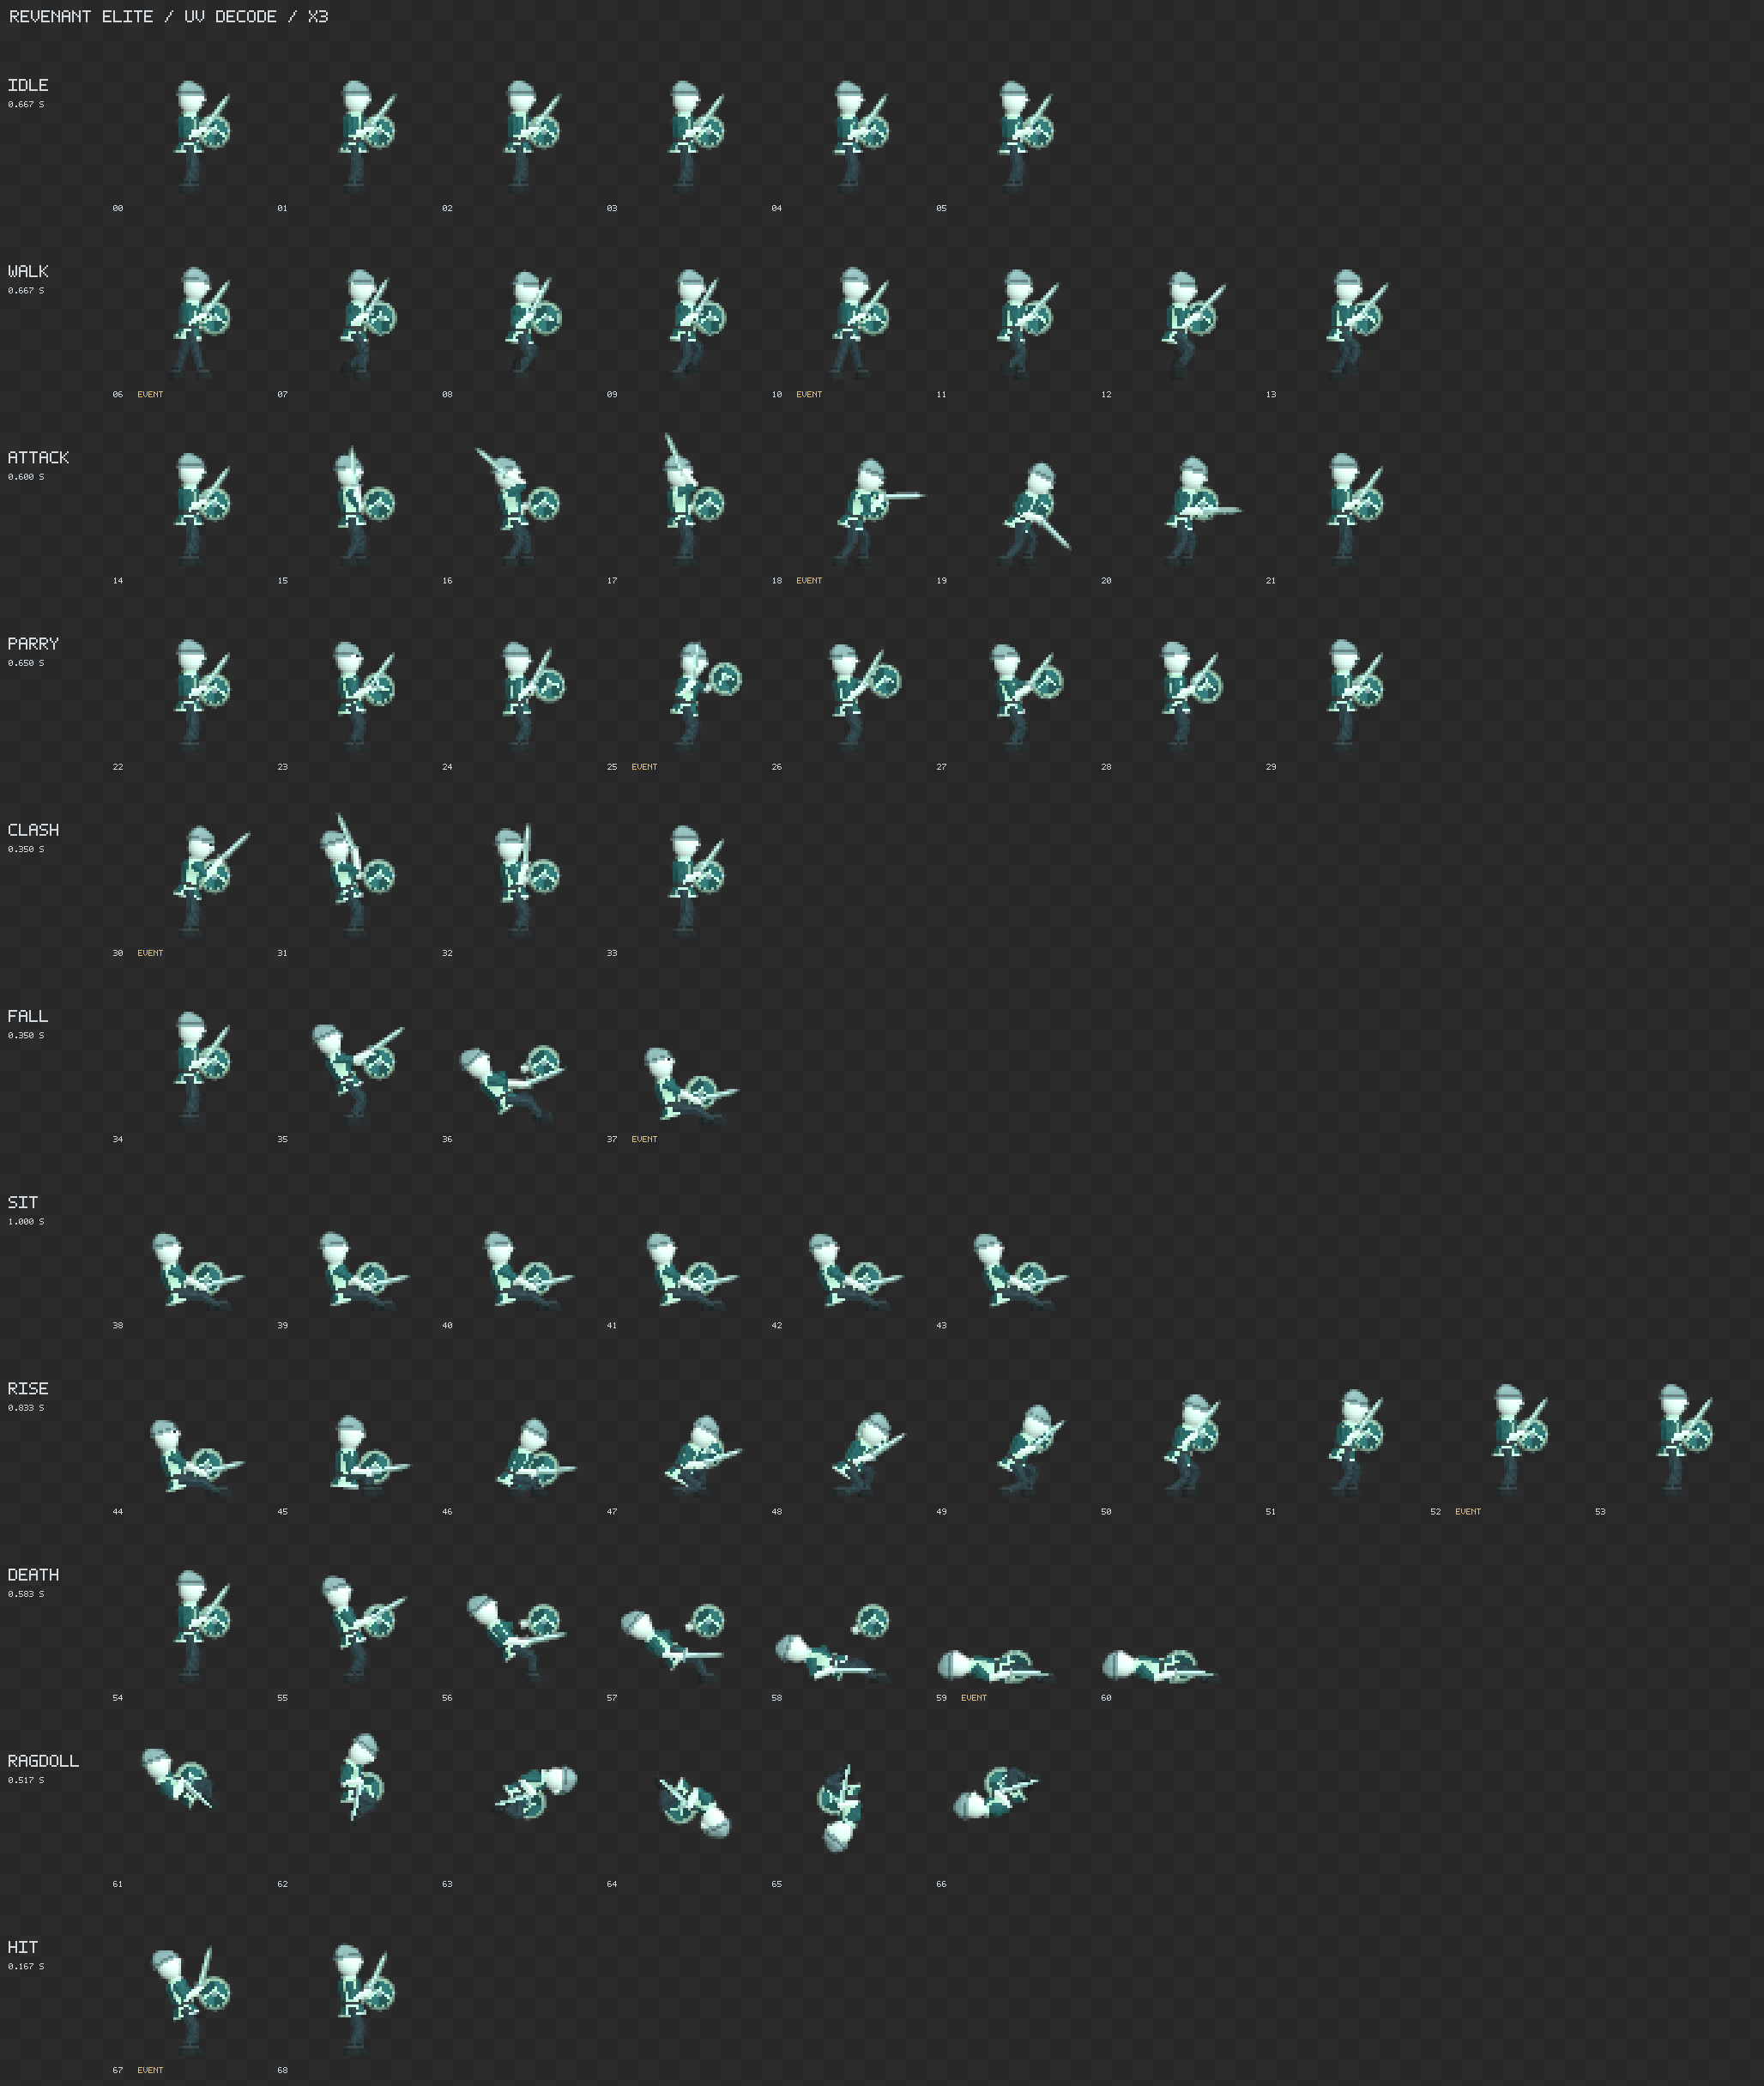 REVENANT ELITE / UV DECODE / X3
IDLE
0.667 S
00 01 02 03 04 05
WALK
0.667 S
06 EVENT 07 08 09 10 EVENT 11 12 13
ATTACK
0.600 S
14 15 16 17 18 EVENT 19 20 21
PARRY
0.650 S
22 23 24 25 EVENT 26 27 28 29
CLASH
0.350 S
30 EVENT 31 32 33
FALL
0.350 S
34 35 36 37 EVENT
SIT
1.000 S
38 39 40 41 42 43
RISE
0.833 S
44 45 46 47 48 49 50 51 52 EVENT 53
DEATH
0.583 S
54 55 56 57 58 59 EVENT 60
RAGDOLL
0.517 S
61 62 63 64 65 66
HIT
0.167 S
67 EVENT 68